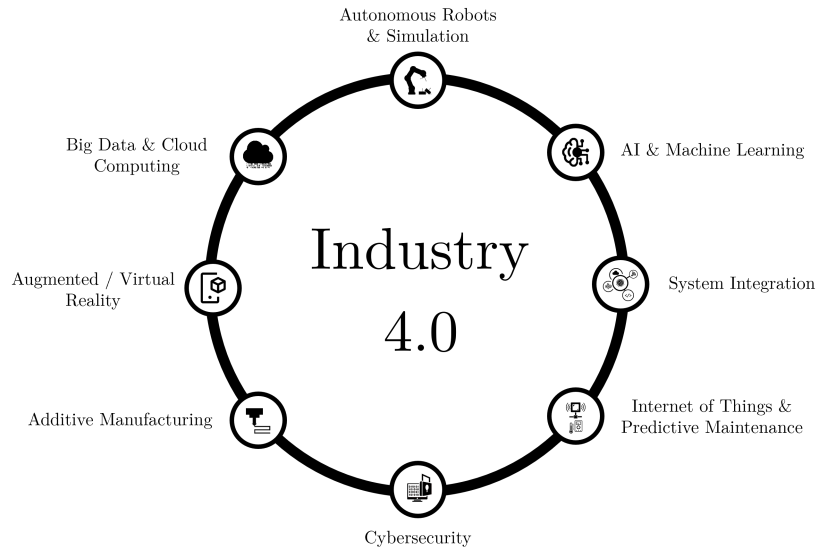 Autonomous Robots
& Simulation
Big Data & Cloud
Computing
AI & Machine Learning
Industry
4.0
Augmented / Virtual
Reality
System Integration
Additive Manufacturing
Internet of Things &
Predictive Maintenance
Cybersecurity